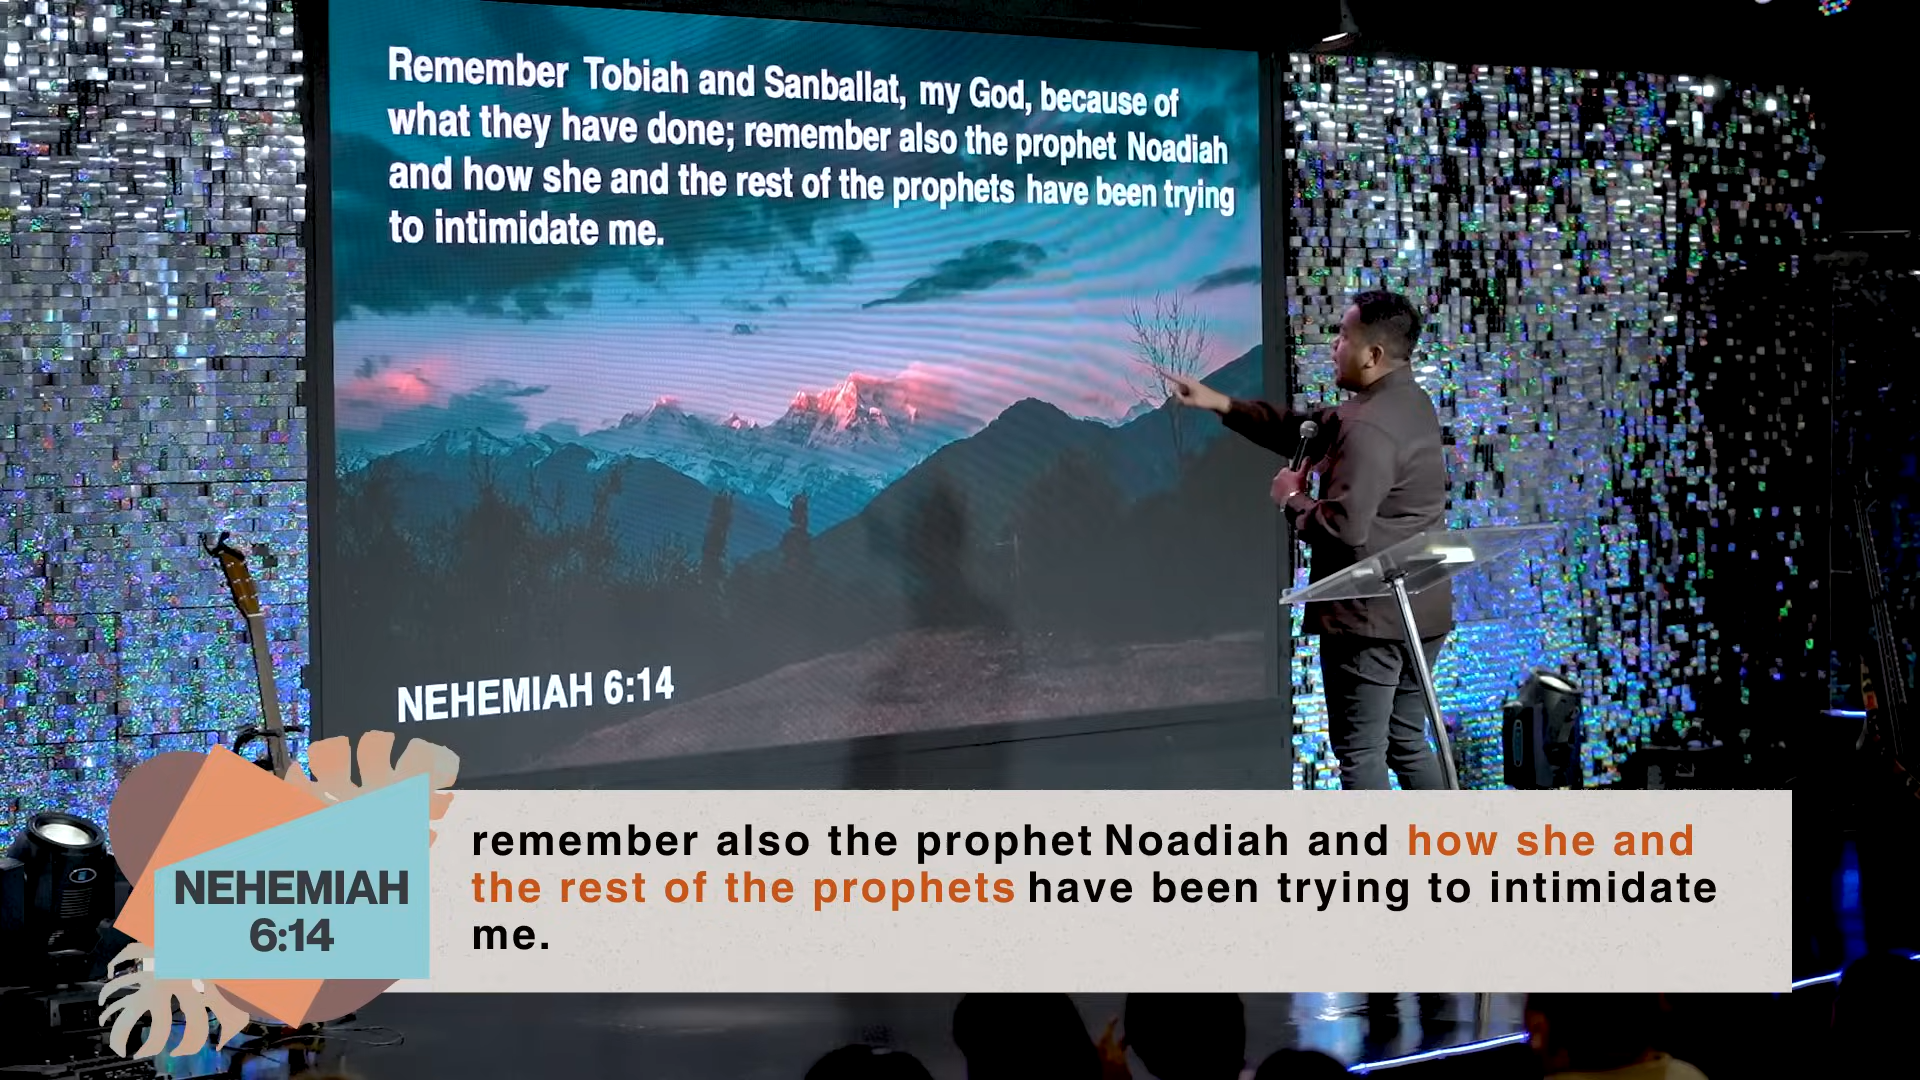 Remember Tobiah and Sanballat, my God, because of
what they have done; remember also the prophet Noadiah
and how she and the rest of the prophets have been trying
to intimidate me.
NEHEMIAH 6:14
NEHEMIAH
6:14
remember also the prophet Noadiah and how she and
the rest of the prophets have been trying to intimidate
me.